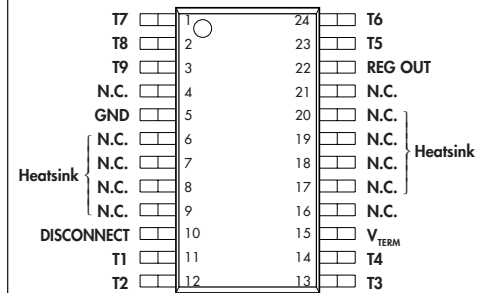 T7 1 24 T6
T8 2 23 T5
T9 3 22 REG OUT
N.C. 4 21 N.C.
GND 5 20 N.C.
N.C. 6 19 N.C.
N.C. 7 18 N.C.
Heatsink Heatsink
N.C. 8 17 N.C.
N.C. 9 16 N.C.
DISCONNECT 10 15 VTERM
T1 11 14 T4
T2 12 13 T3